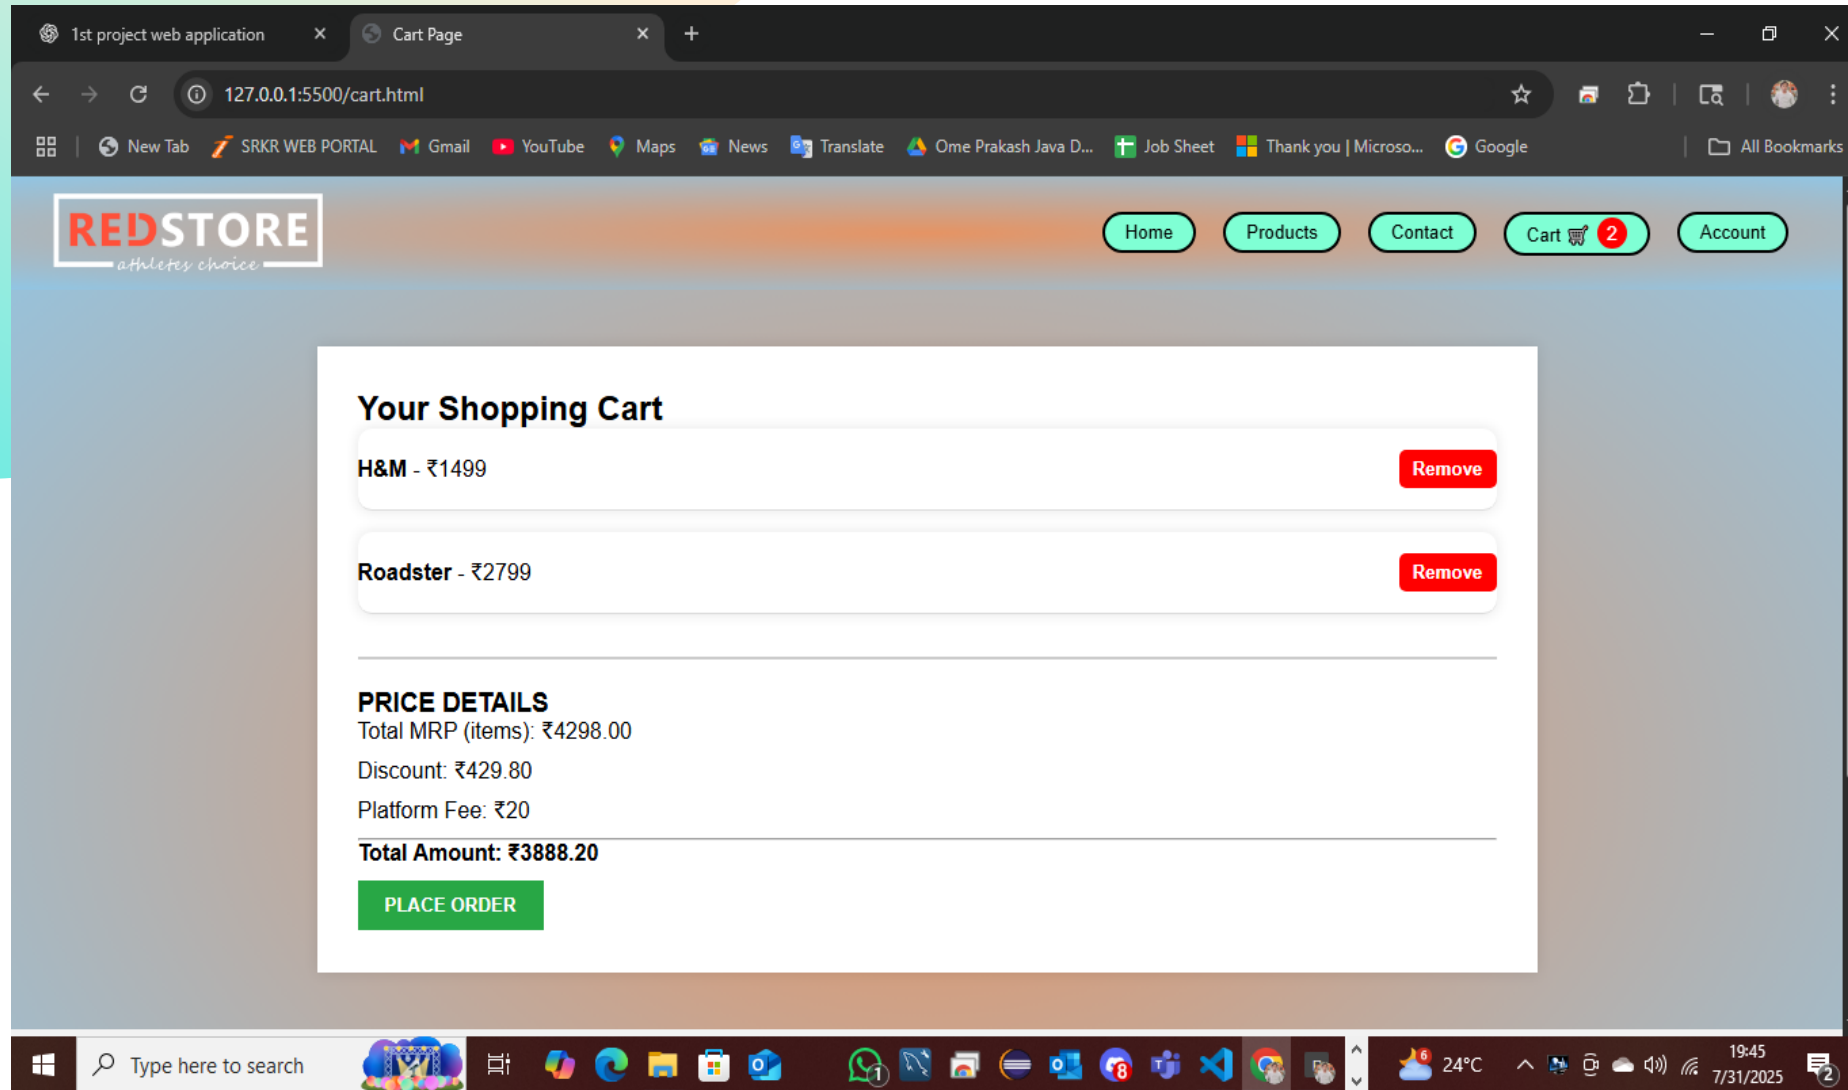 1st project web application
Cart Page
127.0.0.1:5500/cart.html
New Tab SRKR WEB PORTAL Gmail YouTube Maps News Translate Ome Prakash Java D... Job Sheet Thank you | Microso... Google All Bookmarks
REDSTORE
athletes choice
Home Products Contact Cart 2 Account
Your Shopping Cart
H&M - ₹1499 Remove
Roadster - ₹2799 Remove
PRICE DETAILS
Total MRP (items): ₹4298.00
Discount: ₹429.80
Platform Fee: ₹20
Total Amount: ₹3888.20
PLACE ORDER
Type here to search
1
8
6
24°C
19:45
7/31/2025
2